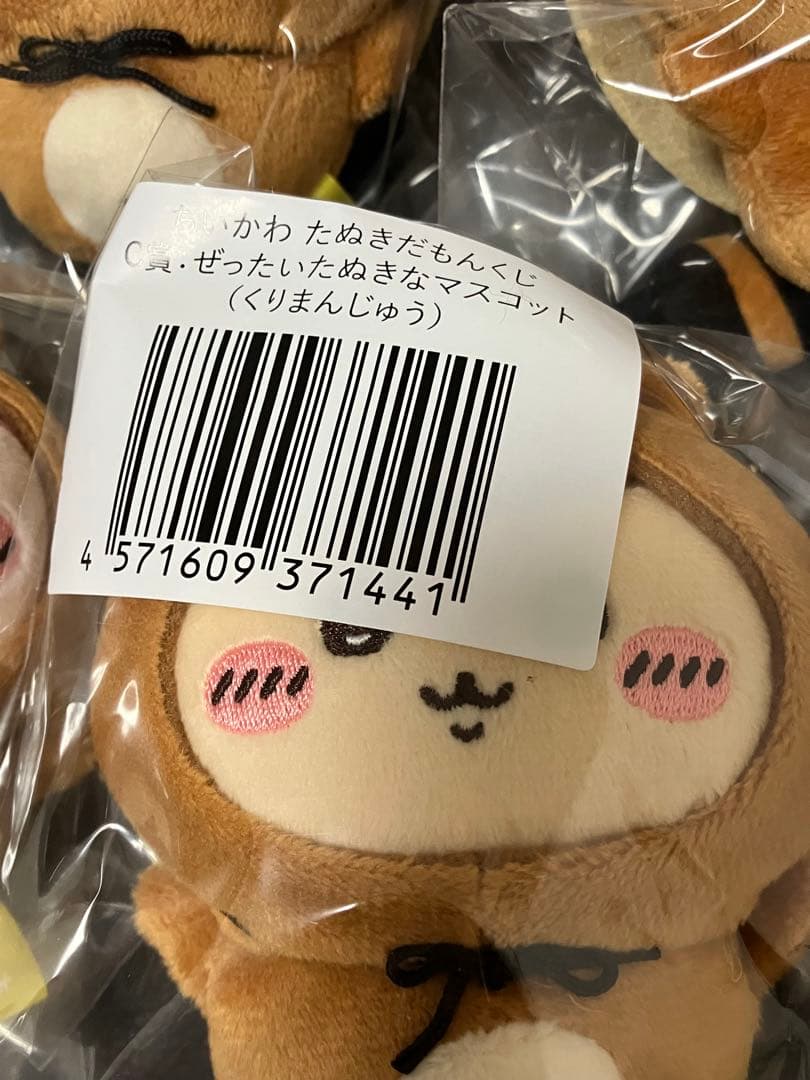 ちいかわ たぬきだもんくじ
C賞.ぜったいたぬきなマスコット
(くりまんじゅう)
4 571609 371441